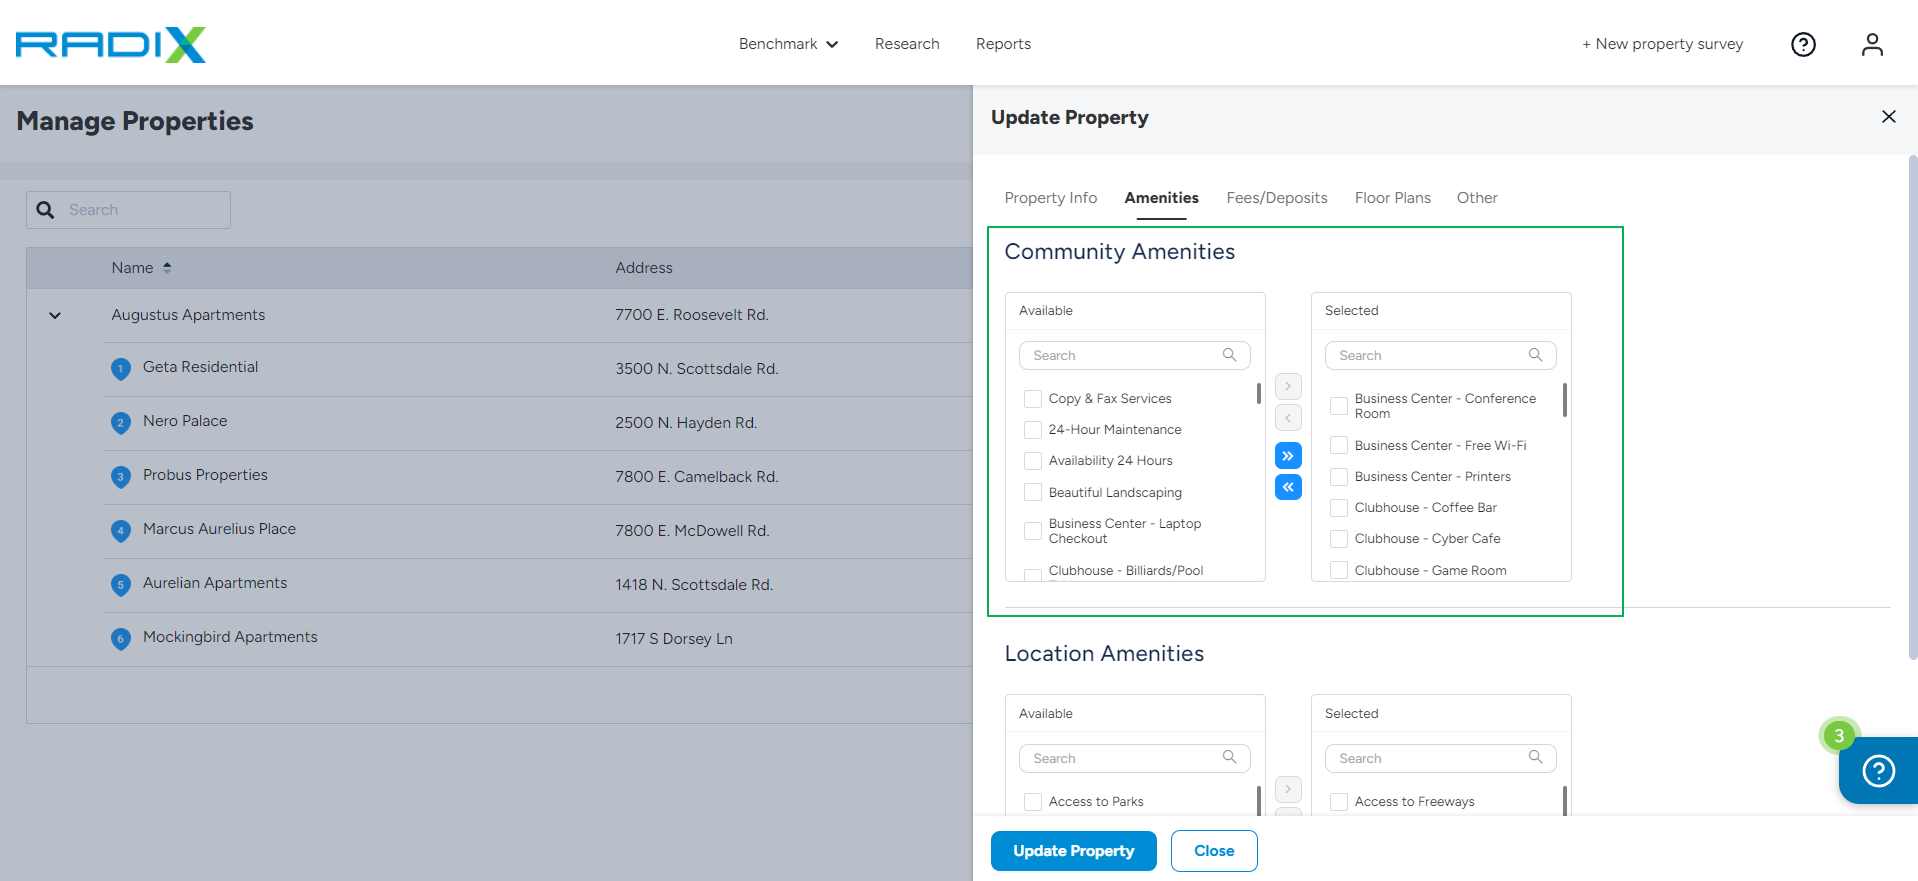 RADIX
Benchmark
Research
Reports
+ New property survey
Manage Properties
Search
Name
Address
Augustus Apartments
7700 E. Roosevelt Rd.
1
Geta Residential
3500 N. Scottsdale Rd.
2
Nero Palace
2500 N. Hayden Rd.
3
Probus Properties
7800 E. Camelback Rd.
4
Marcus Aurelius Place
7800 E. McDowell Rd.
5
Aurelian Apartments
1418 N. Scottsdale Rd.
6
Mockingbird Apartments
1717 S Dorsey Ln
Update Property
Property Info
Amenities
Fees/Deposits
Floor Plans
Other
Community Amenities
Available
Search
Copy & Fax Services
24-Hour Maintenance
Availability 24 Hours
Beautiful Landscaping
Business Center - Laptop
Checkout
Clubhouse - Billiards/Pool
Selected
Search
Business Center - Conference
Room
Business Center - Free Wi-Fi
Business Center - Printers
Clubhouse - Coffee Bar
Clubhouse - Cyber Cafe
Clubhouse - Game Room
Location Amenities
Available
Search
Access to Parks
Selected
Search
Access to Freeways
3
Update Property
Close